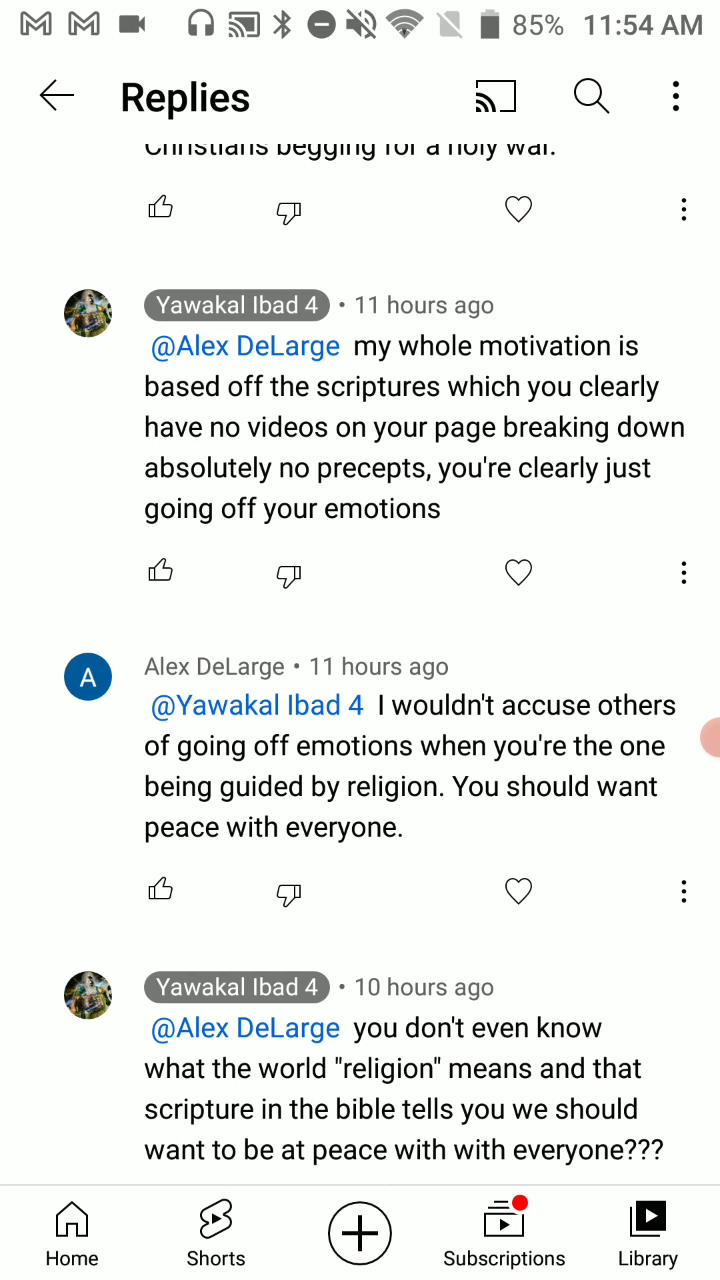 85% 11:54 AM
Replies
Christians begging for a holy war.
Yawakal Ibad 4 • 11 hours ago
@Alex DeLarge my whole motivation is
based off the scriptures which you clearly
have no videos on your page breaking down
absolutely no precepts, you're clearly just
going off your emotions
A
Alex DeLarge • 11 hours ago
@Yawakal Ibad 4 I wouldn't accuse others
of going off emotions when you're the one
being guided by religion. You should want
peace with everyone.
Yawakal Ibad 4 • 10 hours ago
@Alex DeLarge you don't even know
what the world "religion" means and that
scripture in the bible tells you we should
want to be at peace with with everyone???
Home Shorts Subscriptions Library